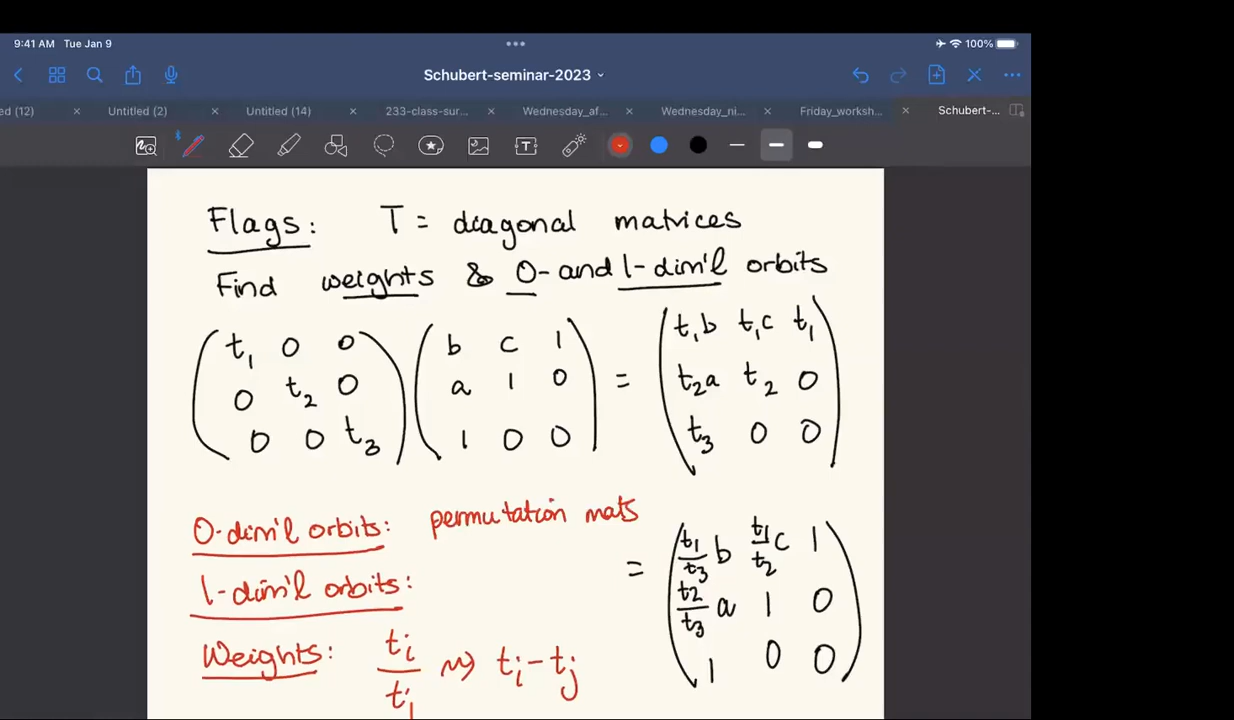 9:41 AM Tue Jan 9
100%
Schubert-seminar-2023
ed (12) Untitled (2) Untitled (14) 233-class-sur... Wednesday_af... Wednesday_ni... Friday_worksh... Schubert-...
Flags: T = diagonal matrices
Find weights & 0- and 1-dim'l orbits
( t₁ 0 0 ) ( b c 1 ) = ( t₁b t₁c t₁ )
( 0 t₂ 0 ) ( a 1 0 ) ( t₂a t₂ 0 )
( 0 0 t₃ ) ( 1 0 0 ) ( t₃ 0 0 )
0-dim'l orbits: permutation mats
= ( t₁/t₃ b t₁/t₂ c 1 )
( t₂/t₃ a 1 0 )
( 1 0 0 )
1-dim'l orbits:
Weights: tᵢ/tⱼ ⇝ tᵢ - tⱼ